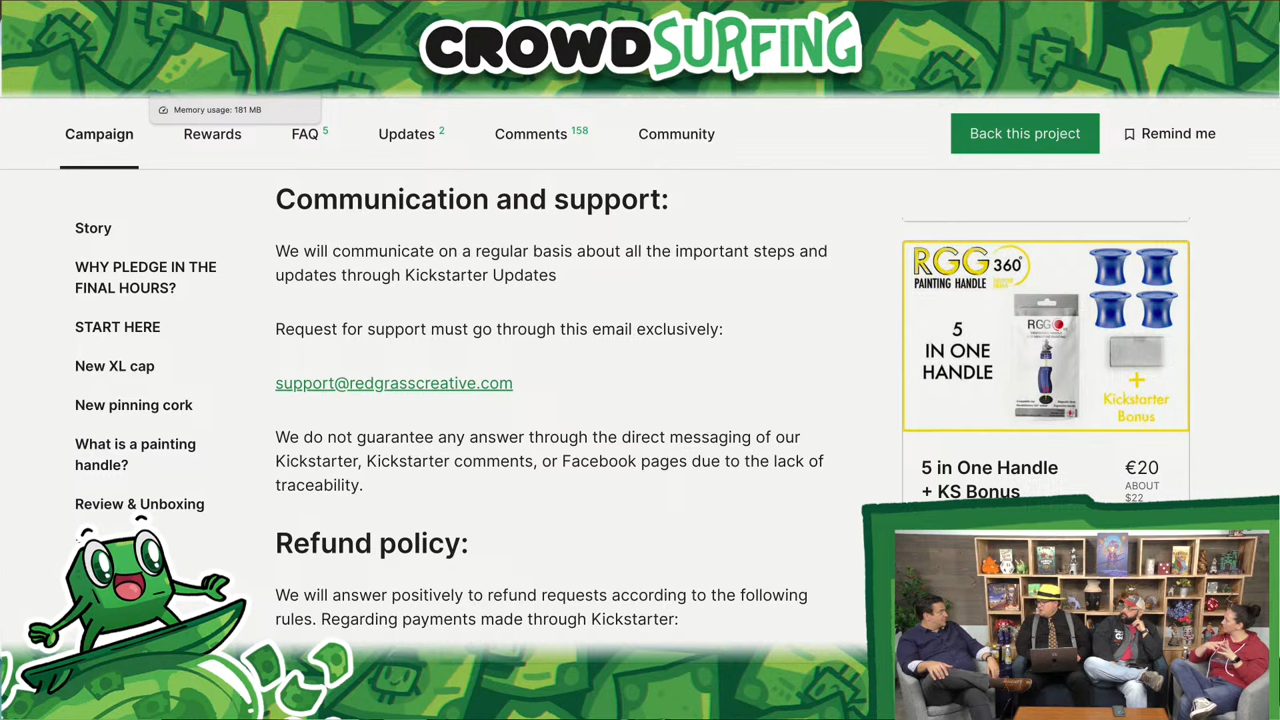 CROWDSURFING
Memory usage: 181 MB
Campaign
Rewards
FAQ 5
Updates 2
Comments 158
Community
Back this project
Remind me
Story
WHY PLEDGE IN THE
FINAL HOURS?
START HERE
New XL cap
New pinning cork
What is a painting
handle?
Review & Unboxing
Communication and support:
We will communicate on a regular basis about all the important steps and
updates through Kickstarter Updates
Request for support must go through this email exclusively:
support@redgrasscreative.com
We do not guarantee any answer through the direct messaging of our
Kickstarter, Kickstarter comments, or Facebook pages due to the lack of
traceability.
Refund policy:
We will answer positively to refund requests according to the following
rules. Regarding payments made through Kickstarter:
RGG 360°
PAINTING HANDLE
5
IN ONE
HANDLE
RGG
+
Kickstarter
Bonus
5 in One Handle
+ KS Bonus
€20
ABOUT
$22